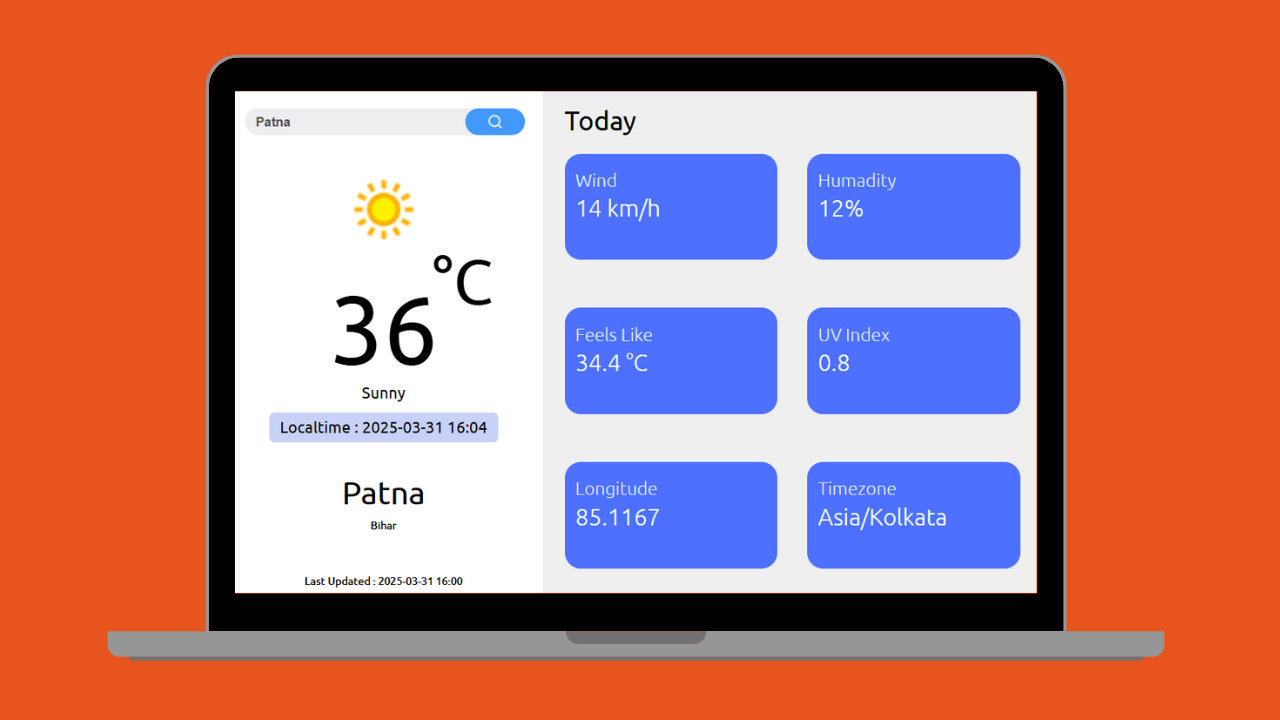 Patna
36 °C
Sunny
Localtime : 2025-03-31 16:04
Patna
Bihar
Last Updated : 2025-03-31 16:00
Today
Wind
14 km/h
Humadity
12%
Feels Like
34.4 °C
UV Index
0.8
Longitude
85.1167
Timezone
Asia/Kolkata